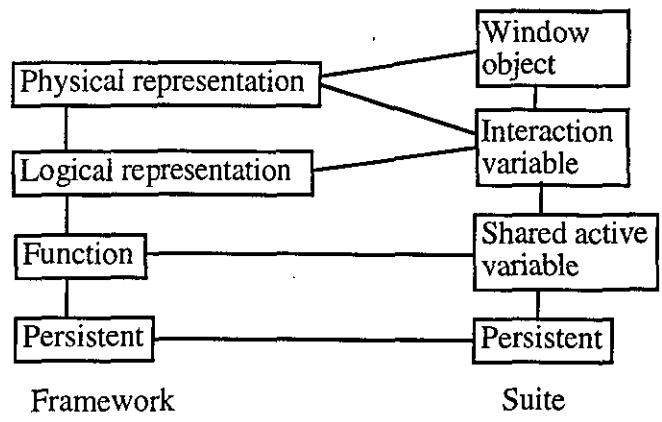 Window
object
Physical representation
Interaction
variable
Logical representation
Shared active
variable
Function
Persistent
Persistent
Framework
Suite